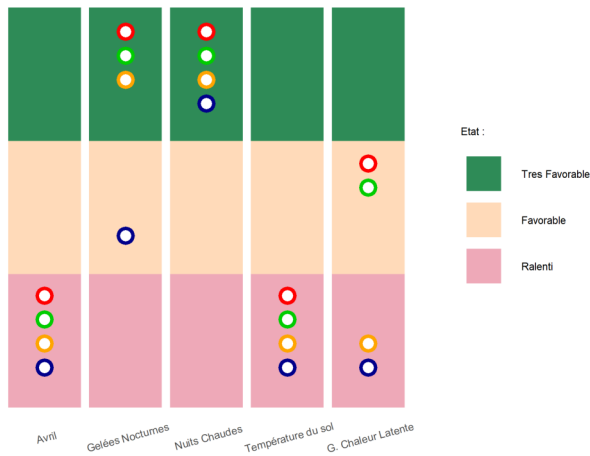 Etat :
Tres Favorable
Favorable
Ralenti
Avril
Gelées Nocturnes
Nuits Chaudes
Température du sol
G. Chaleur Latente